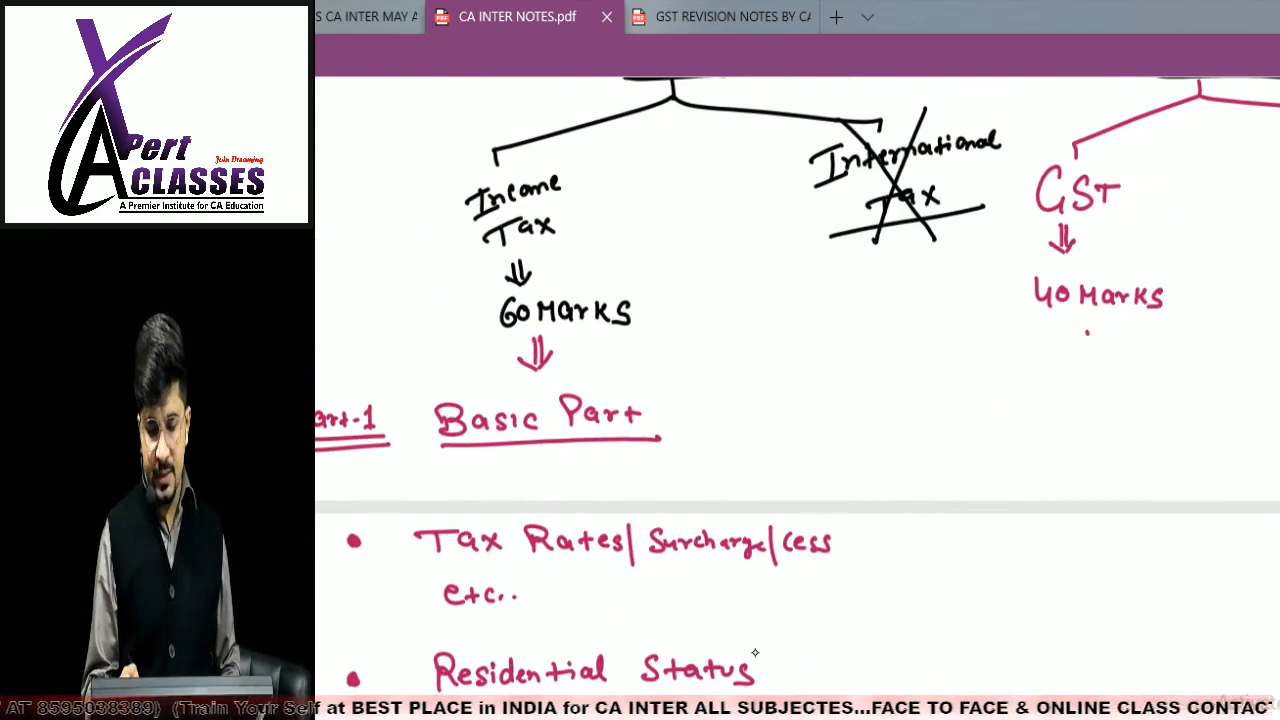 S CA INTER MAY A
CA INTER NOTES.pdf
GST REVISION NOTES BY CA
XPert
Join Dreaming
CA CLASSES
A Premier Institute for CA Education
International
Tax
Income
Tax
GST
60 Marks
40 Marks
art-1
Basic Part
• Tax Rates/Surcharge/Cess
etc..
• Residential Status
AT 8595038389) (Train Your Self at BEST PLACE in INDIA for CA INTER ALL SUBJECTES...FACE TO FACE & ONLINE CLASS CONTACT